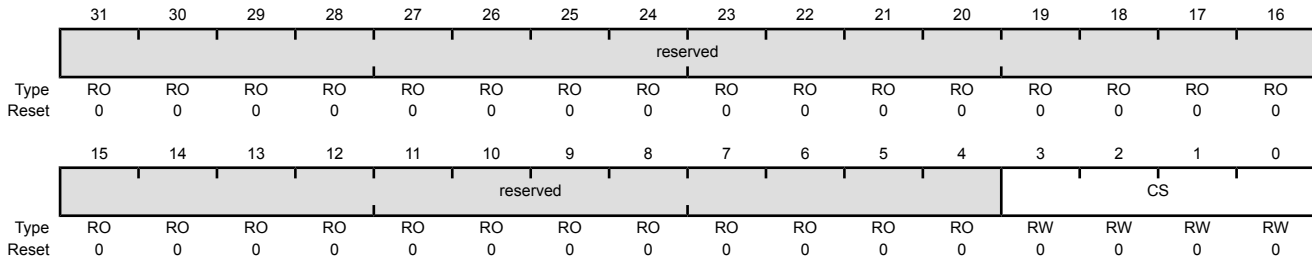 31 30 29 28 27 26 25 24 23 22 21 20 19 18 17 16
reserved
Type RO RO RO RO RO RO RO RO RO RO RO RO RO RO RO RO
Reset 0 0 0 0 0 0 0 0 0 0 0 0 0 0 0 0
15 14 13 12 11 10 9 8 7 6 5 4 3 2 1 0
reserved CS
Type RO RO RO RO RO RO RO RO RO RO RO RO RW RW RW RW
Reset 0 0 0 0 0 0 0 0 0 0 0 0 0 0 0 0